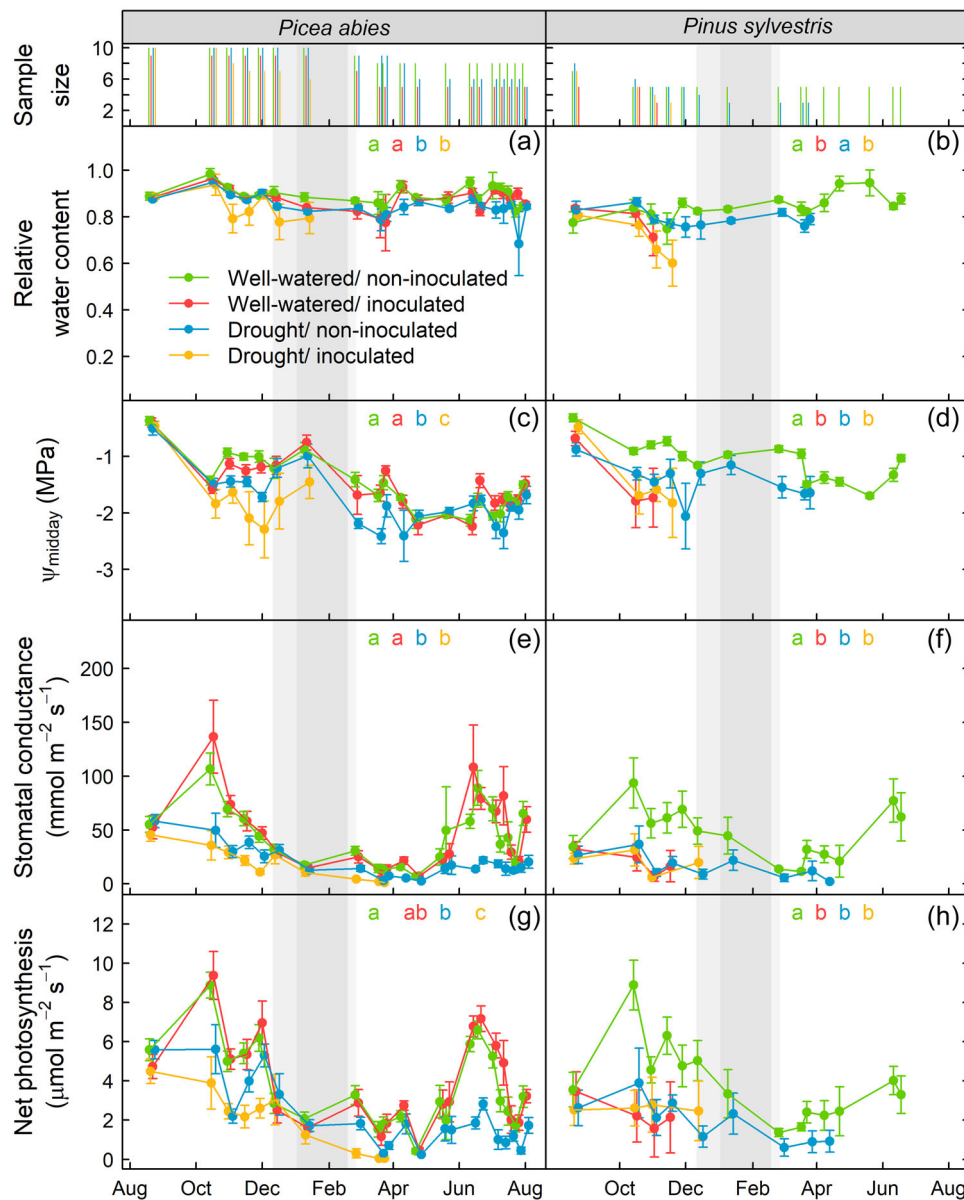 Picea abies Pinus sylvestris
Sample size
10
8
6
4
2
(a) (b)
a a b b
a b a b
Relative water content
1.0
0.8
0.6
0.4
0.2
Well-watered/ non-inoculated
Well-watered/ inoculated
Drought/ non-inoculated
Drought/ inoculated
(c) (d)
a a b c
a b b b
Ψmidday (MPa)
-1
-2
-3
(e) (f)
a a b b
a b b b
Stomatal conductance
(mmol m−2 s−1)
200
150
100
50
0
(g) (h)
a ab b c
a b b b
Net photosynthesis
(μmol m−2 s−1)
12
10
8
6
4
2
0
Aug Oct Dec Feb Apr Jun Aug Oct Dec Feb Apr Jun Aug